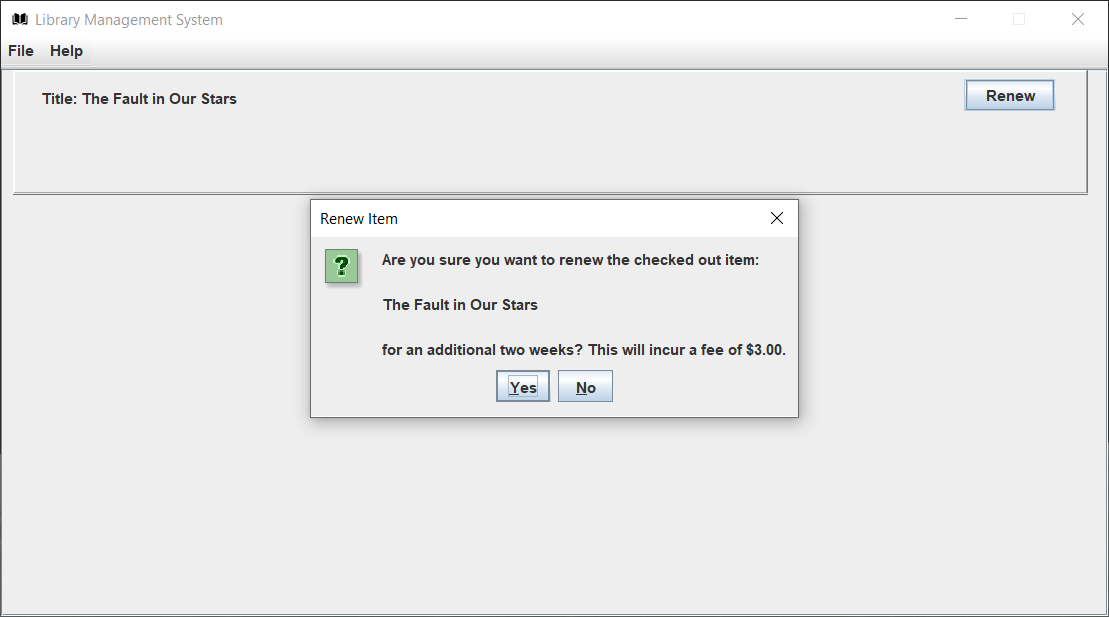 Library Management System
File Help
Title: The Fault in Our Stars
Renew
Renew Item
?
Are you sure you want to renew the checked out item:
The Fault in Our Stars
for an additional two weeks? This will incur a fee of $3.00.
Yes No